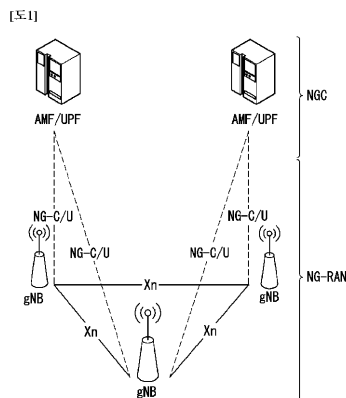 [도1]
AMF/UPF
AMF/UPF
NGC
NG-C/U
NG-C/U
NG-C/U
NG-C/U
Xn
gNB
gNB
NG-RAN
Xn
Xn
gNB